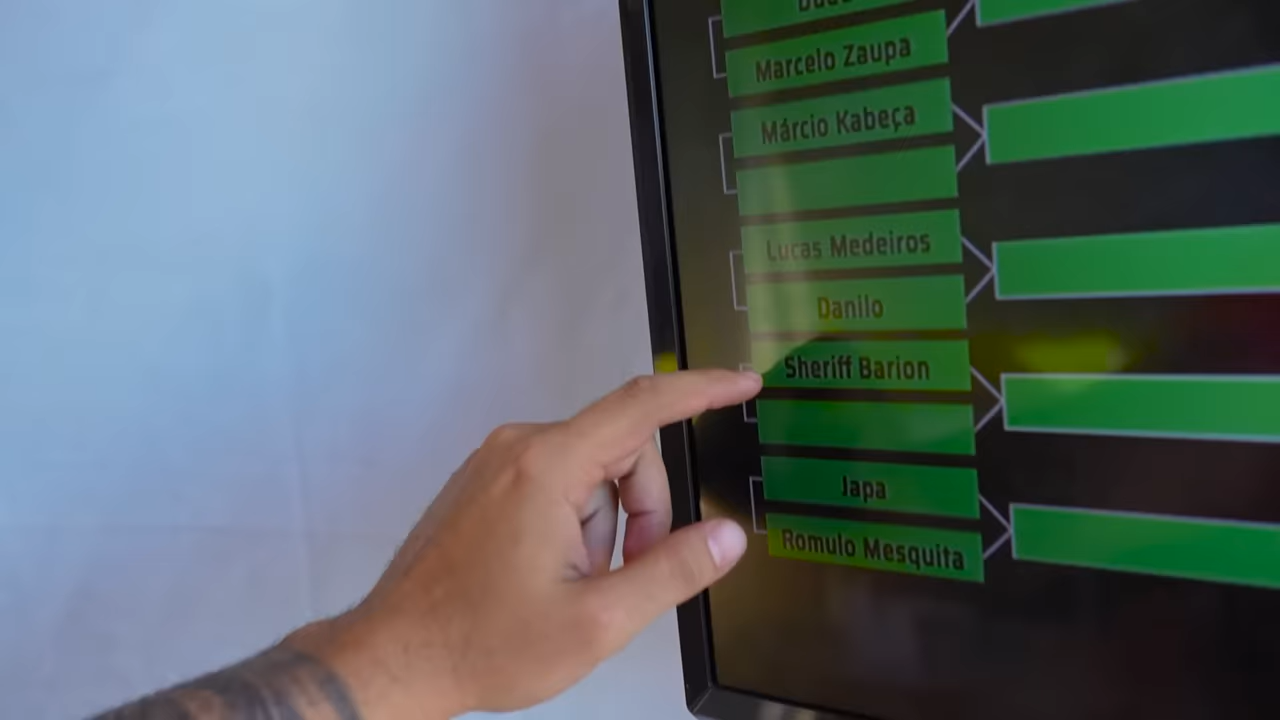 Marcelo Zaupa
Márcio Kabeça
Lucas Medeiros
Danilo
Sheriff Barion
Japa
Romulo Mesquita